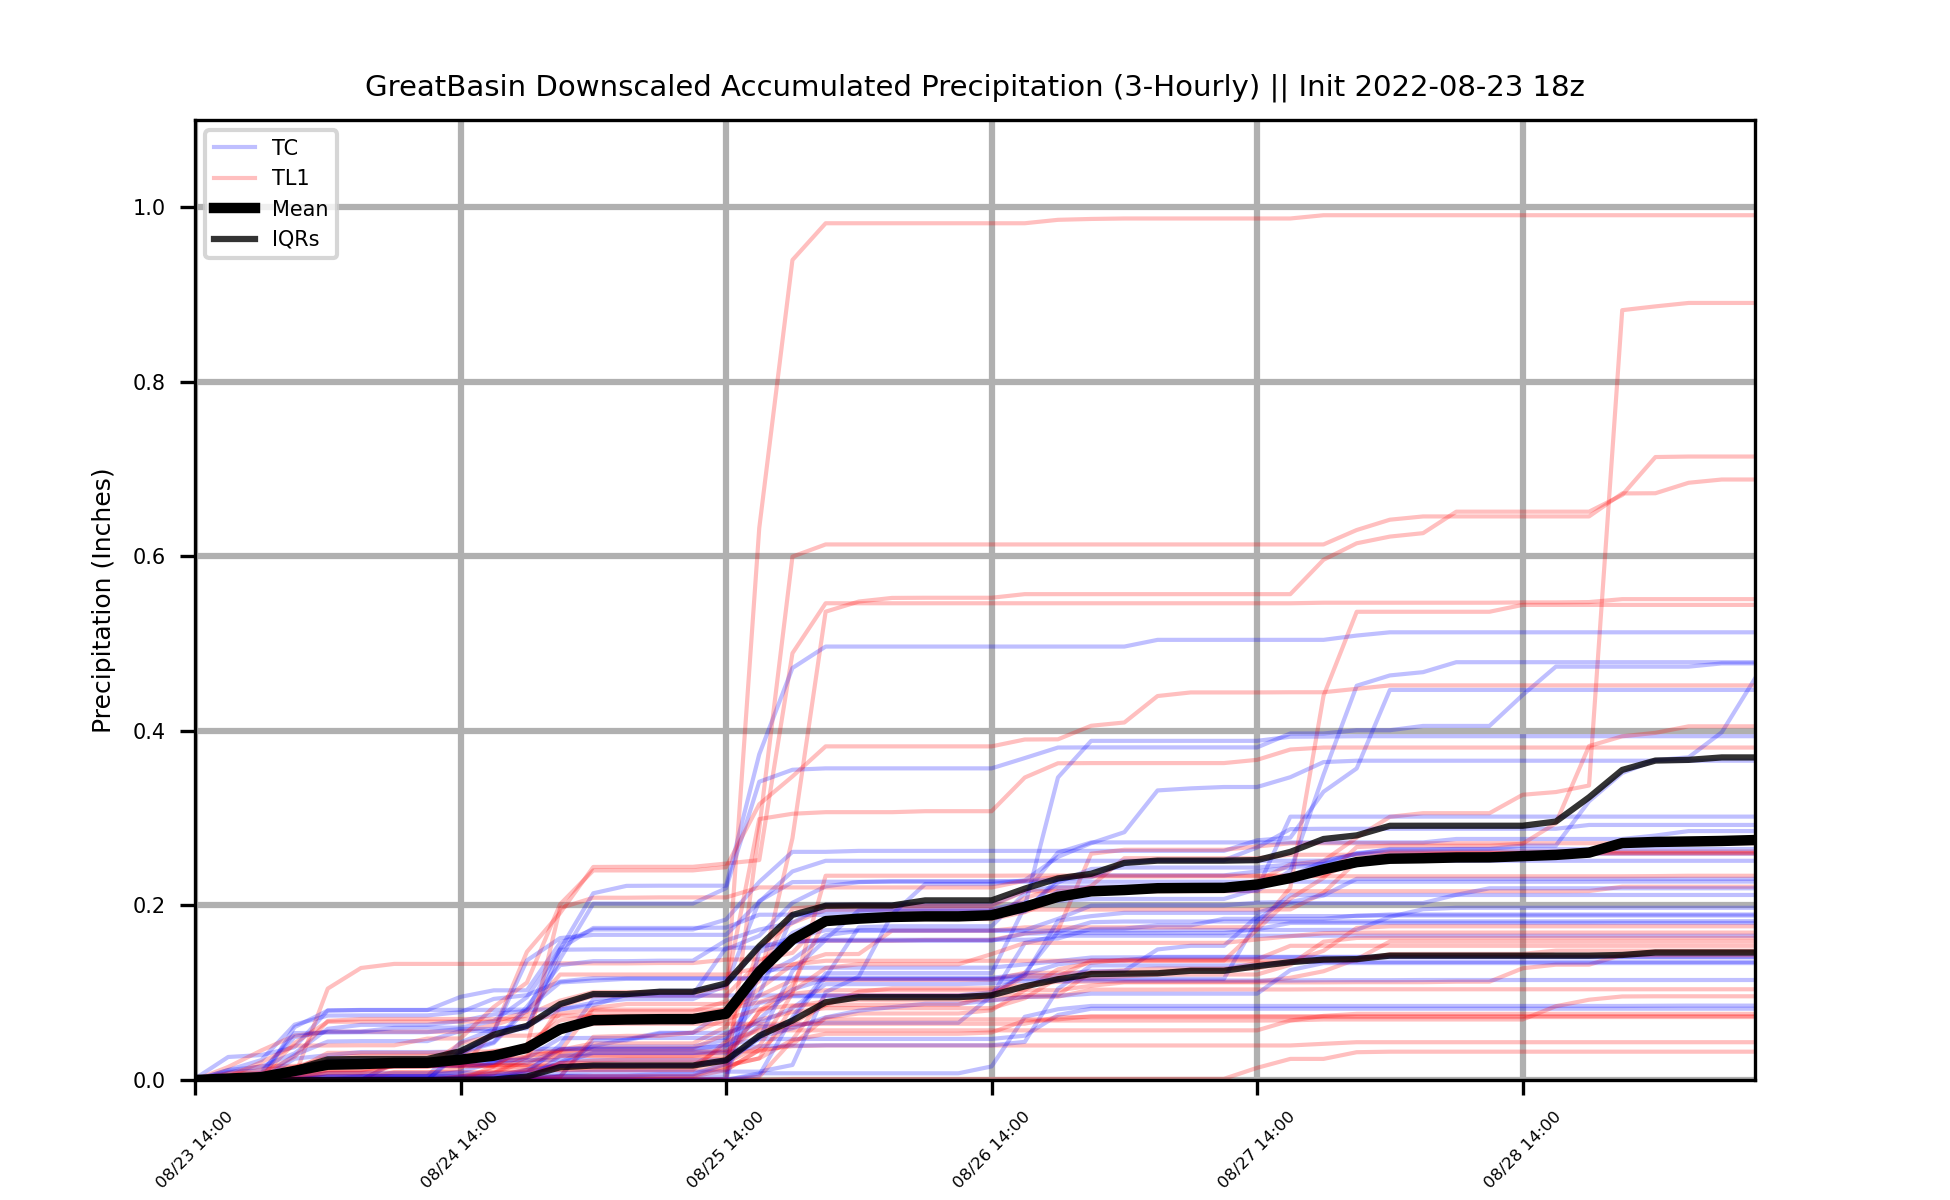 GreatBasin Downscaled Accumulated Precipitation (3-Hourly) || Init 2022-08-23 18z
TC
TL1
Mean
IQRs
Precipitation (Inches)
1.0
0.8
0.6
0.4
0.2
0.0
08/23 14:00
08/24 14:00
08/25 14:00
08/26 14:00
08/27 14:00
08/28 14:00